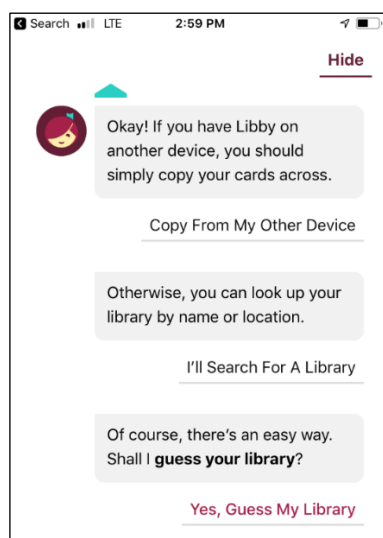 Search LTE 2:59 PM
Hide
Okay! If you have Libby on
another device, you should
simply copy your cards across.
Copy From My Other Device
Otherwise, you can look up your
library by name or location.
I'll Search For A Library
Of course, there's an easy way.
Shall I guess your library?
Yes, Guess My Library